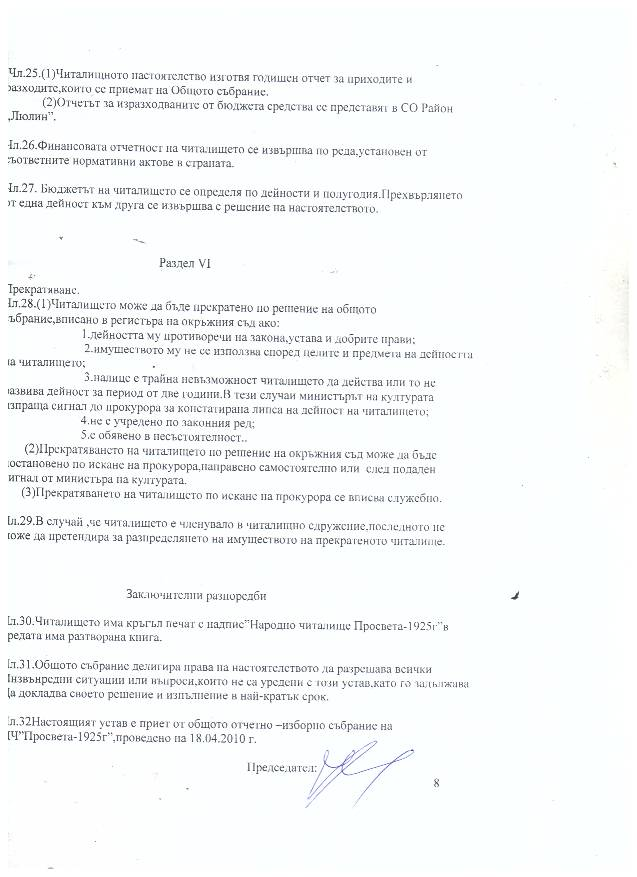 Чл.25.(1)Читалищното настоятелство изготвя годишен отчет за приходите и
разходите,които се приемат на Общото събрание.
(2)Отчетът за изразходваните от бюджета средства се представят в СО Район
„Люлин”.
Чл.26.Финансовата отчетност на читалището се извършва по реда,установен от
съответните нормативни актове в страната.
Чл.27. Бюджетът на читалището се определя по дейности и полугодия.Прехвърлянето
от една дейност към друга се извършва с решение на настоятелството.
Раздел VI
Прекратяване.
Чл.28.(1)Читалището може да бъде прекратено по решение на общото
събрание,вписано в регистъра на окръжния съд ако:
1.дейността му противоречи на закона,устава и добрите нрави;
2.имуществото му не се използва според целите и предмета на дейността
на читалището;
3.налице е трайна невъзможност читалището да действа или то не
развива дейност за период от две години.В тези случаи министърът на културата
изпраща сигнал до прокурора за констатирана липса на дейност на читалището;
4.не е учредено по законния ред;
5.е обявено в несъстоятелност..
(2)Прекратяването на читалището по решение на окръжния съд може да бъде
постановено по искане на прокурора,направено самостоятелно или след подаден
сигнал от министъра на културата.
(3)Прекратяването на читалището по искане на прокурора се вписва служебно.
Чл.29.В случай ,че читалището е членувало в читалищно сдружение,последното не
може да претендира за разпределянето на имуществото на прекратеното читалище.
Заключителни разпоредби
Чл.30.Читалището има кръгъл печат с надпис”Народно читалище Просвета-1925г”в
средата има разтворена книга.
Чл.31.Общото събрание делигира права на настоятелството да разрешава всички
Извънредни ситуации или въпроси,които не са уредени с този устав,като го задължава
Да докладва своето решение и изпълнение в най-кратък срок.
Чл.32Настоящият устав е приет от общото отчетно –изборно събрание на
НЧ”Просвета-1925г”,проведено на 18.04.2010 г.
Председател:
8